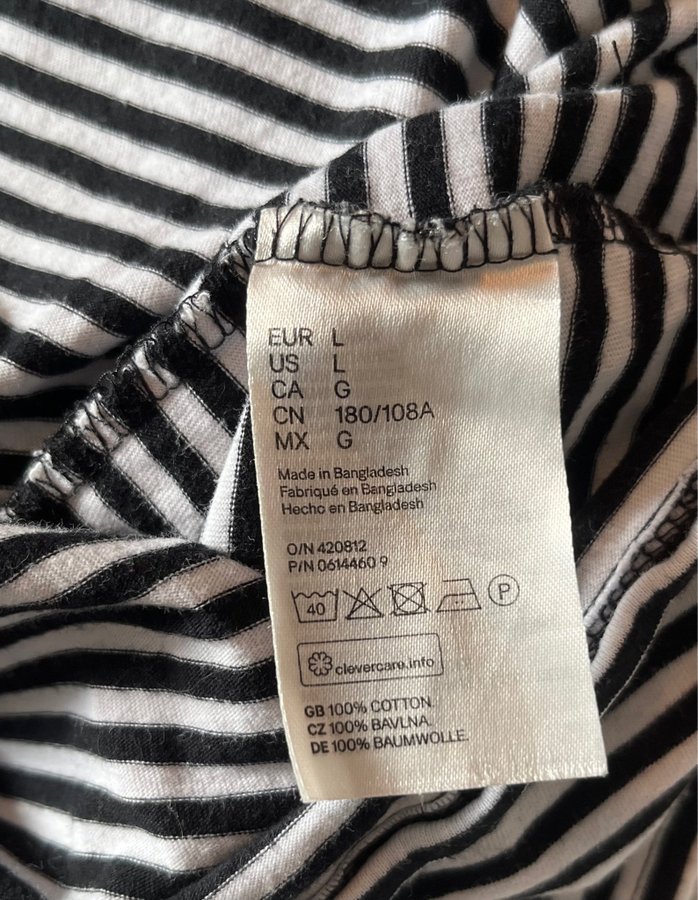 EUR L
US L
CA G
CN 180/108A
MX G
Made in Bangladesh
Fabriqué en Bangladesh
Hecho en Bangladesh
O/N 420812
P/N 0614460 9
40 P
clevercare.info
GB 100% COTTON.
CZ 100% BAVLNA.
DE 100% BAUMWOLLE.